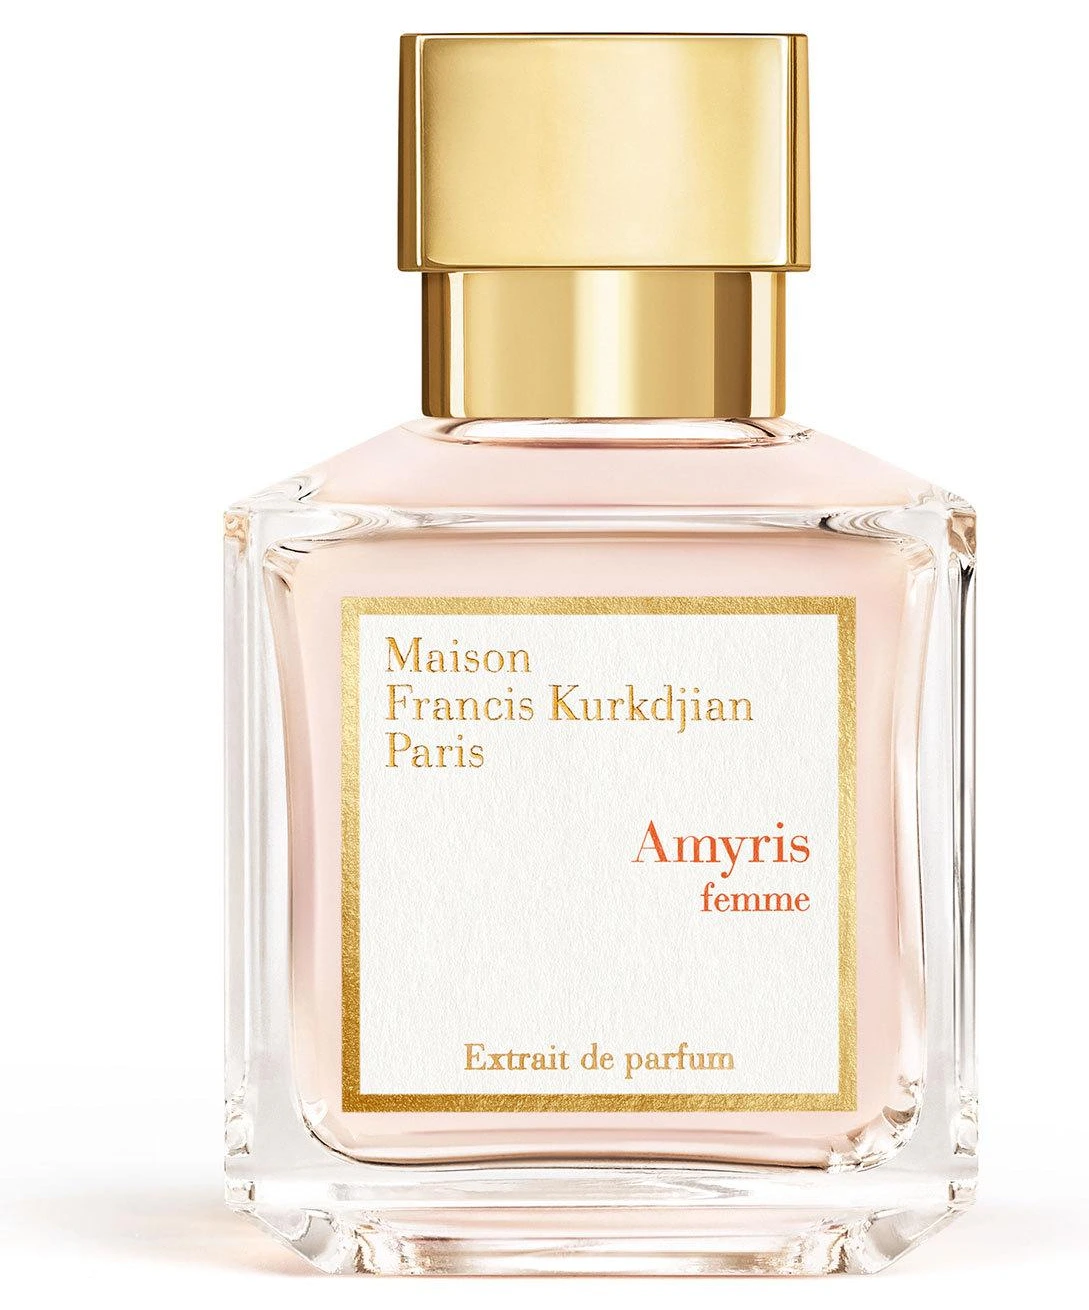 Maison
Francis Kurkdjian
Paris
Amyris
femme
Extrait de parfum